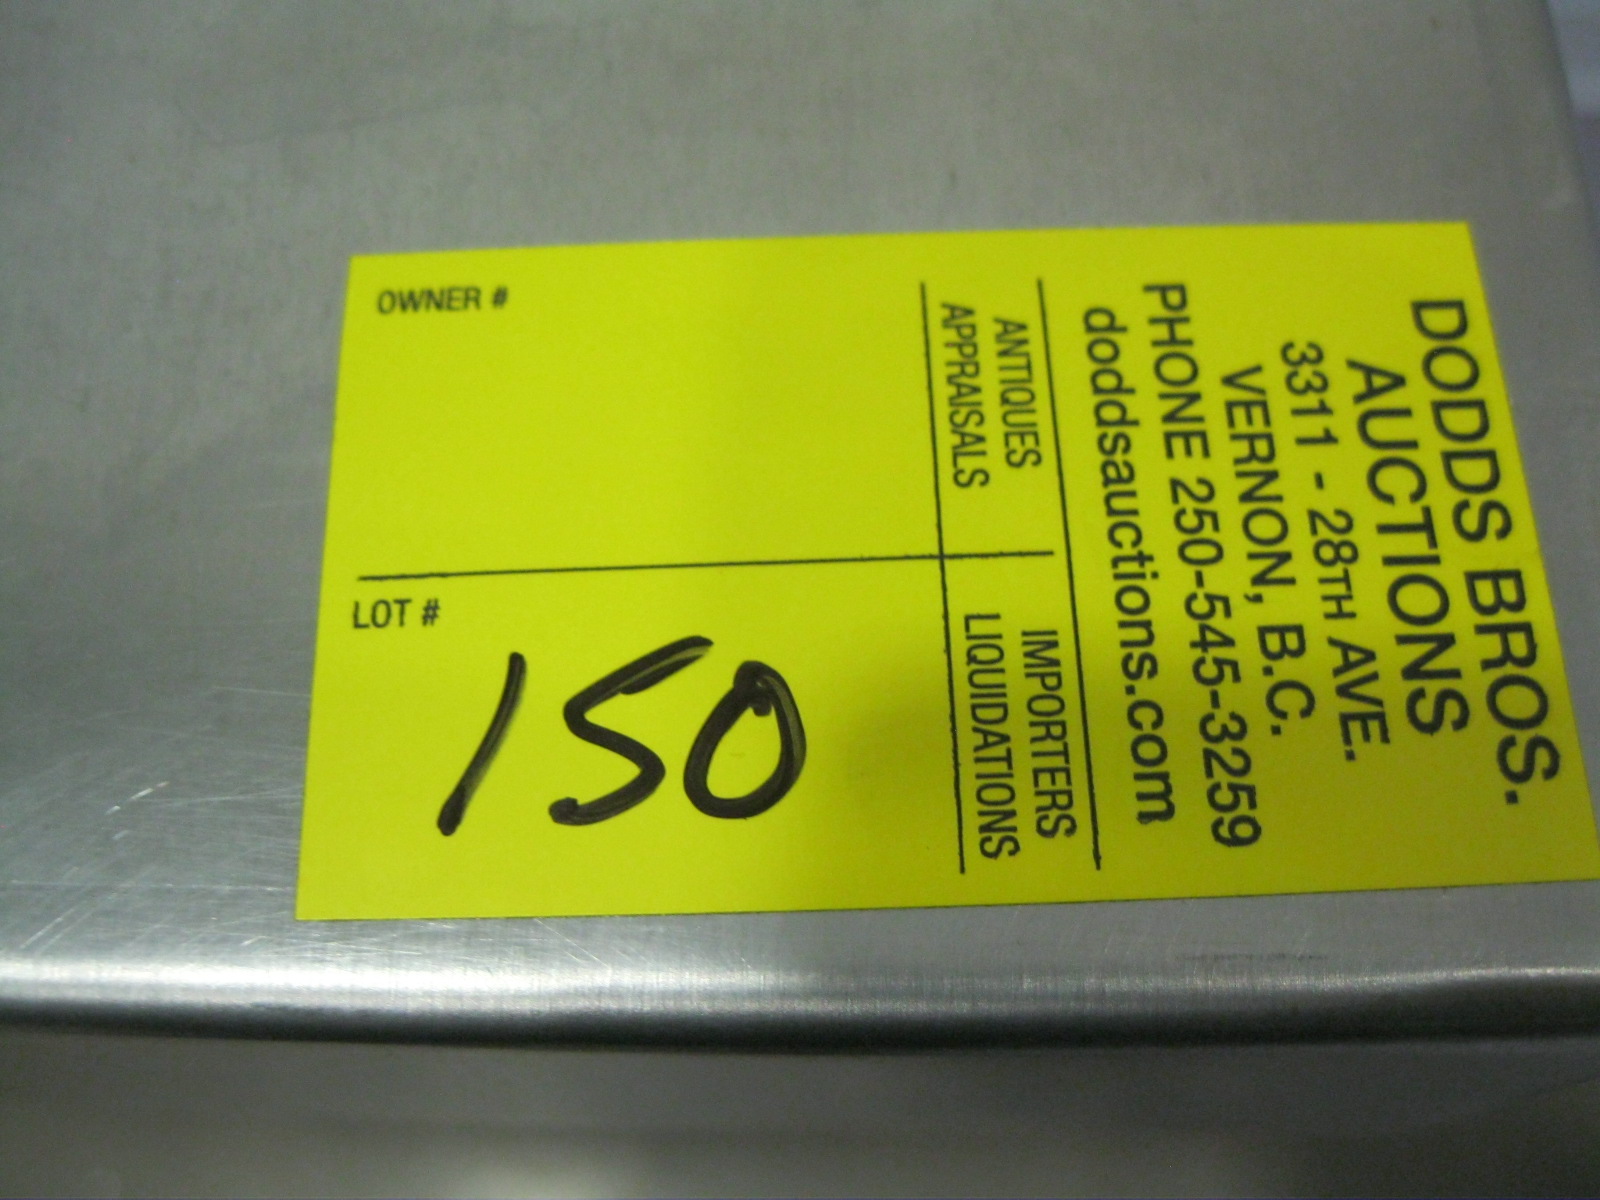 DODDS BROS.
AUCTIONS
3311 - 28TH AVE.
VERNON, B.C.
PHONE 250-545-3259
doddsauctions.com
ANTIQUES IMPORTERS
APPRAISALS LIQUIDATIONS
OWNER #
LOT #
150